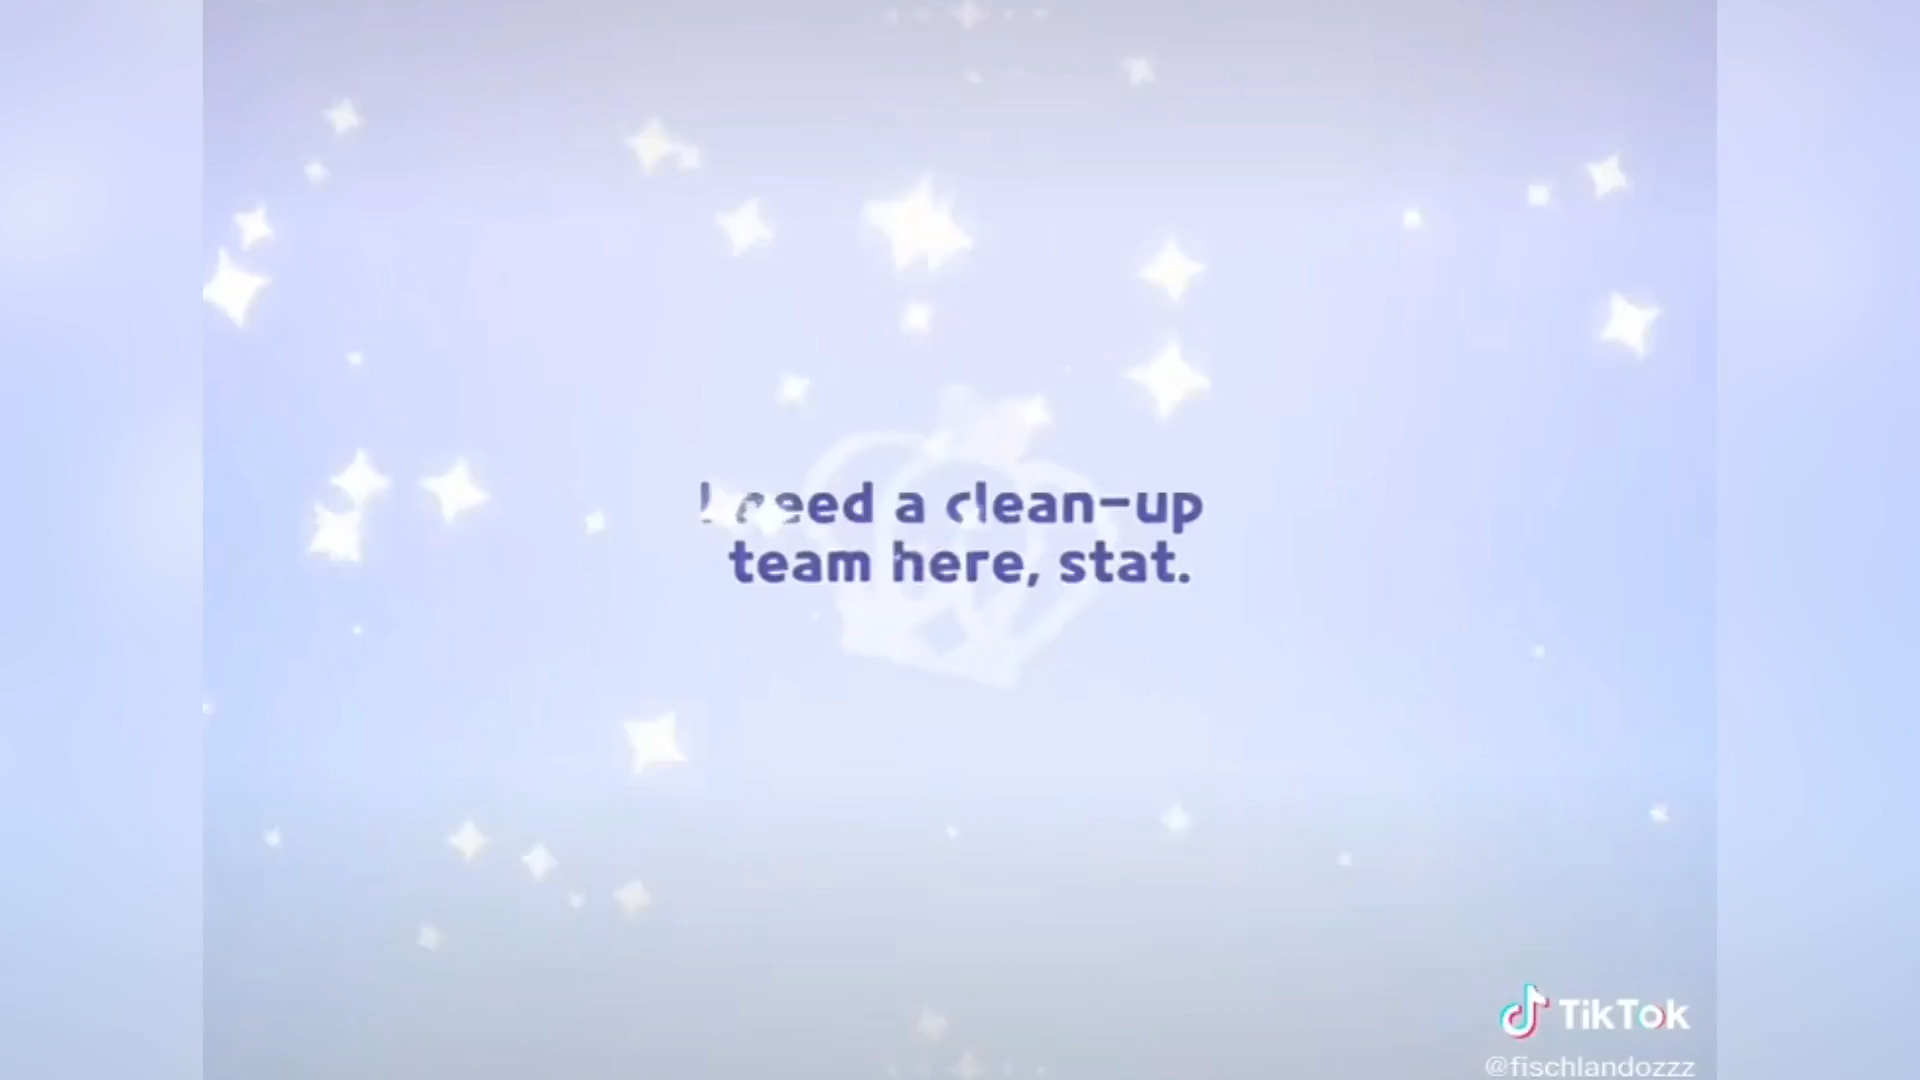 I need a clean-up
team here, stat.
TikTok
@fischlandozzz